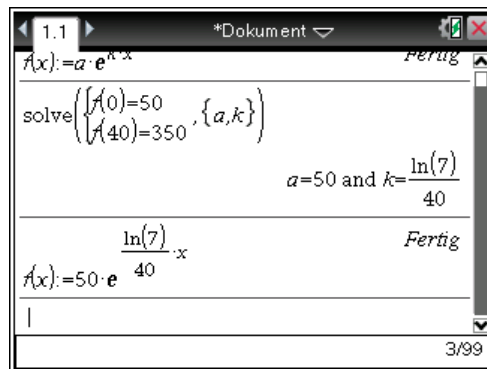 1.1 *Dokument
f(x):=a·e^k·x Fertig
solve({f(0)=50 f(40)=350 ,{a,k})
a=50 and k=ln(7)/40
f(x):=50·e^ln(7)/40·x Fertig
3/99